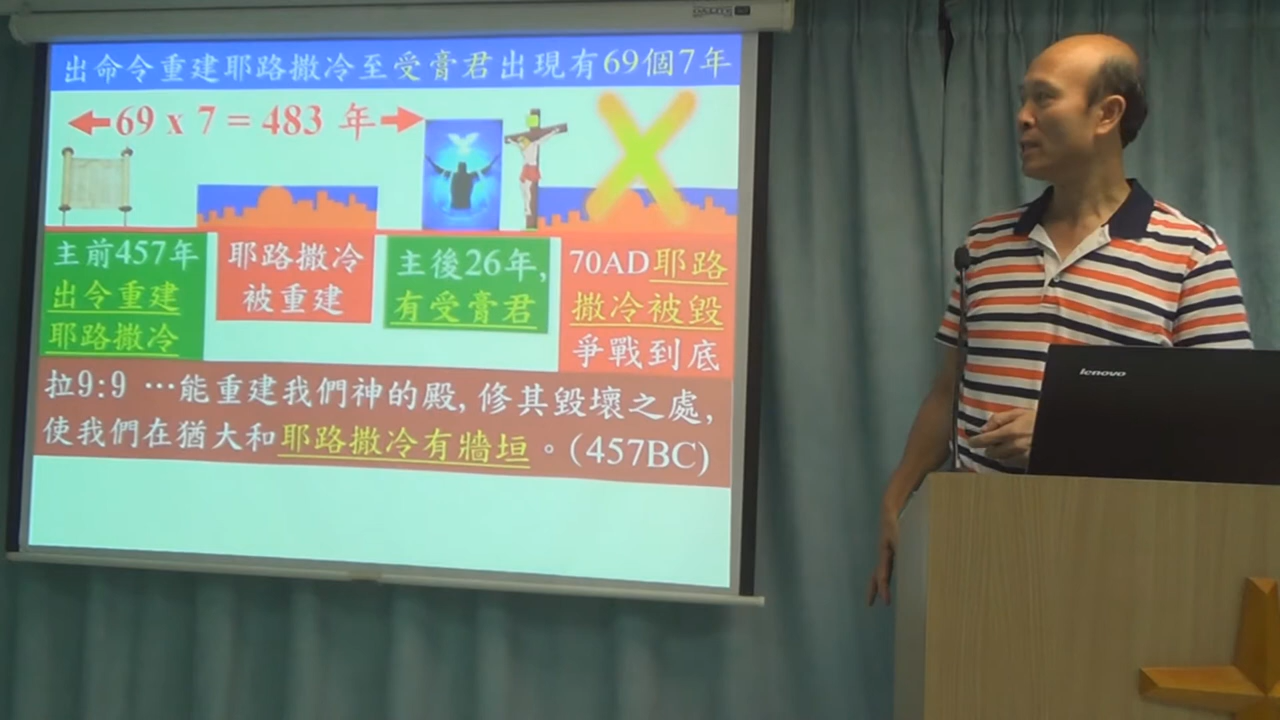 出命令重建耶路撒冷至受膏君出現有69個7年
69 x 7 = 483 年
主前457年
出令重建
耶路撒冷
耶路撒冷
被重建
主後26年,
有受膏君
70AD耶路
撒冷被毀
爭戰到底
拉9:9 …能重建我們神的殿, 修其毀壞之處,
使我們在猶大和耶路撒冷有牆垣。(457BC)
lenovo